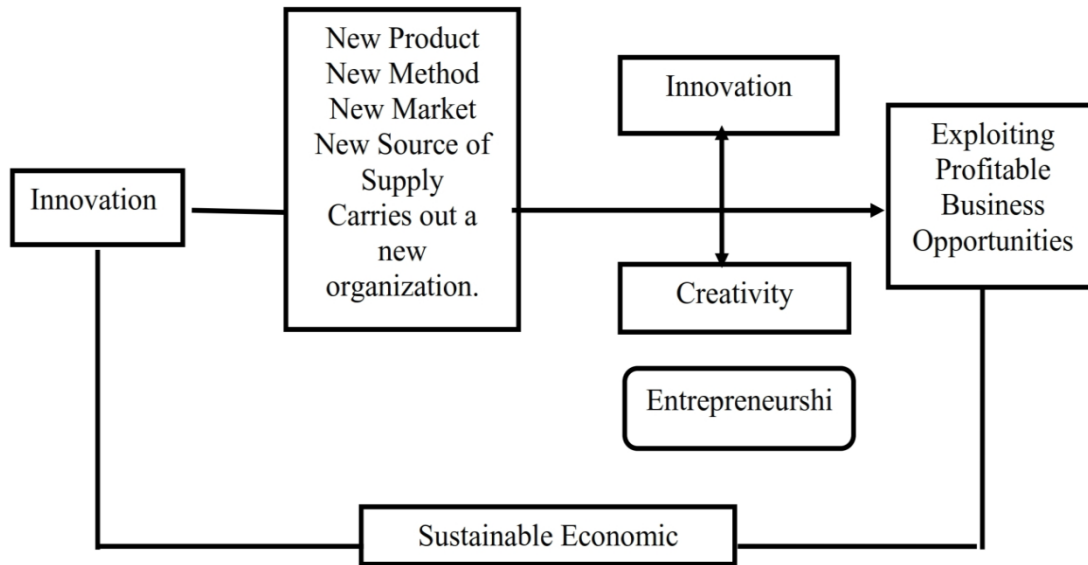 Innovation
New Product
New Method
New Market
New Source of
Supply
Carries out a
new
organization.
Innovation
Creativity
Entrepreneurshi
Exploiting
Profitable
Business
Opportunities
Sustainable Economic